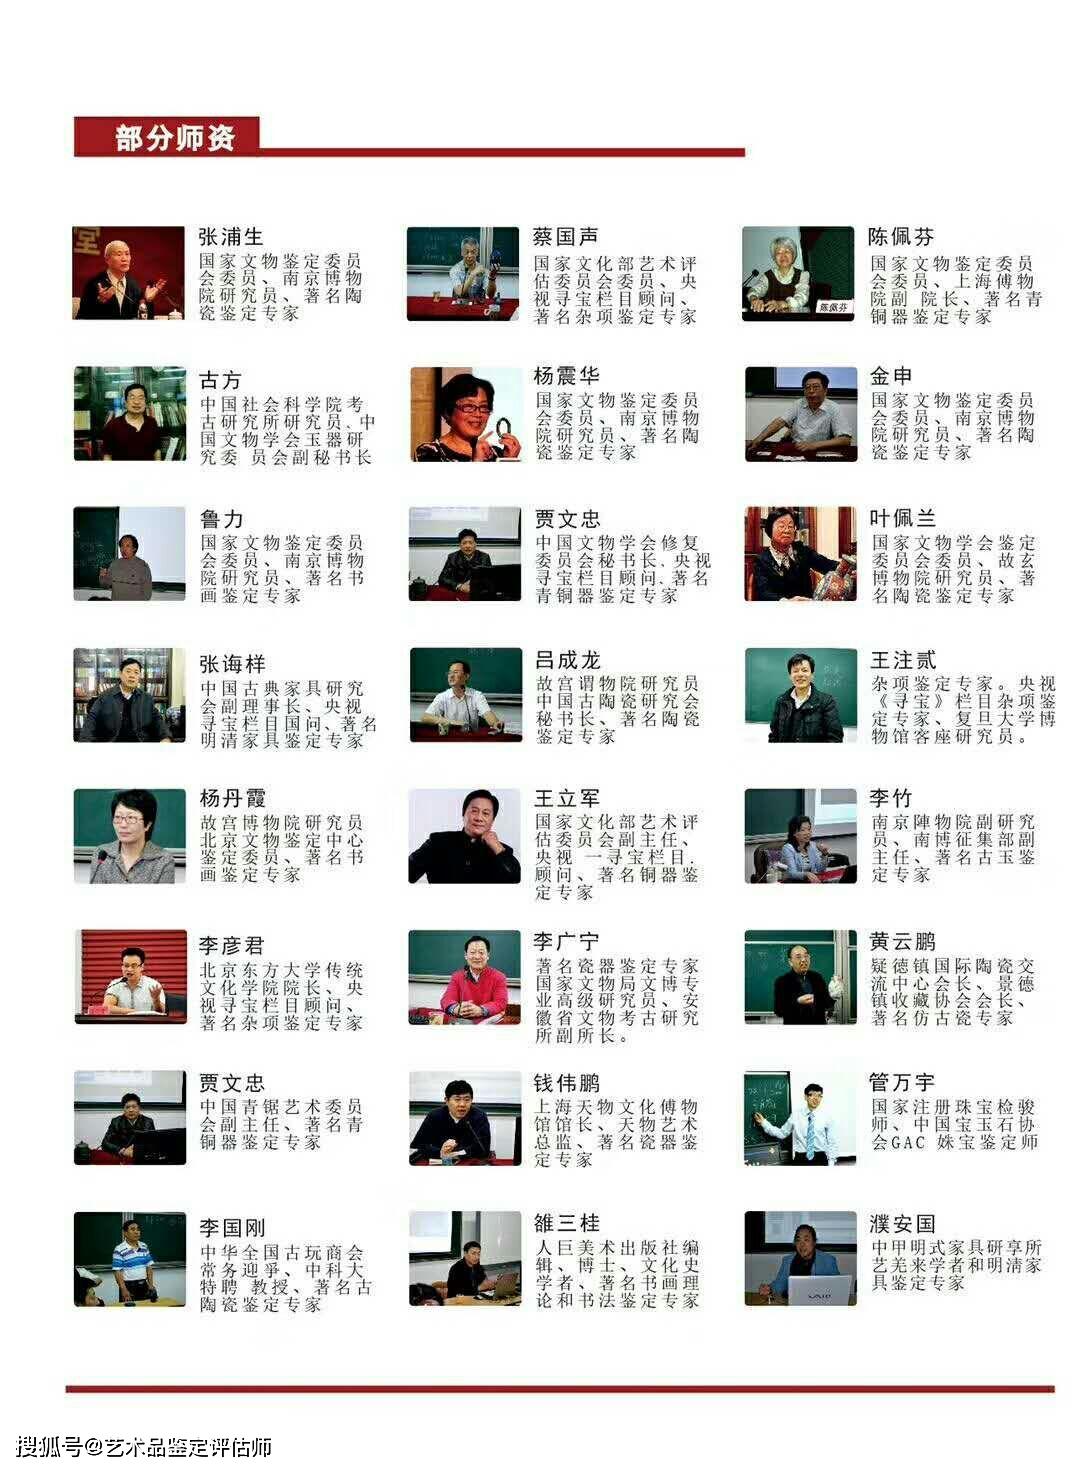 部分师资
张浦生
国家文物鉴定委员
会委员、南京博物
院研究员、著名陶
瓷鉴定专家
蔡国声
国家文化部艺术评
估委员会委员、央
视寻宝栏目顾问、
著名杂项鉴定专家
陈佩芬
国家文物鉴定委员
会委员、上海傅物
院副 院长、著名青
铜器鉴定专家
陈佩芬
古方
中国社会科学院考
古研究所研究员、中
国文物学会玉器研
究委 员会副秘书长
杨震华
国家文物鉴定委员
会委员、南京博物
院研究员、著名陶
瓷鉴定专家
金申
国家文物鉴定委员
会委员、南京博物
院研究员、著名陶
瓷鉴定专家
鲁力
国家文物鉴定委员
会委员、南京博物
院研究员、著名书
画鉴定专家
贾文忠
中国文物学会修复
委员会秘书长、央视
寻宝栏目顾问、著名
青铜器鉴定专家
叶佩兰
国家文物学会鉴定
委员会委员、故玄
博物院研究员、著
名陶瓷鉴定专家
张诲样
中国古典家具研究
会副理事长、央视
寻宝栏目国问、著名
明清家具鉴定专家
吕成龙
故宫谓物院研究员
中国古陶瓷研究会
秘书长、著名陶瓷
鉴定专家
王注贰
杂项鉴定专家。央视
《寻宝》栏目杂项鉴
定专家、复旦大学博
物馆客座研究员。
杨丹霞
故宫博物院研究员
北京文物鉴定中心
鉴定委员、著名书
画鉴定专家
王立军
国家文化部艺术评
估委员会副主任、
央视 一寻宝栏目.
顾问、著名铜器鉴
定专家
李竹
南京陣物院副研究
员、南博征集部副
主任、著名古玉鉴
定专家
李彦君
北京东方大学传统
文化学院院长、央
视寻宝栏目顾问、
著名杂项鉴定专家
李广宁
著名瓷器鉴定专家
国家文物局文博专
业高级研究员、安
徽省文物考古研究
所副所长。
黄云鹏
疑德镇国际陶瓷交
流中心会长、景德
镇收藏协会会长、
著名仿古瓷专家
贾文忠
中国青锯艺术委员
会副主任、著名青
铜器鉴定专家
钱伟鹏
上海天物文化傅物
馆馆长、天物艺术
总监、著名瓷器鉴
定专家
管万宇
国家注册珠宝检骏
师、中国宝玉石协
会GAC 姝宝鉴定师
李国刚
中华全国古玩商会
常务迎爭、中科大
特聘 教授、著名古
陶瓷鉴定专家
雒三桂
人巨美术出版社编
辑、博士、文化史
学者、著名书画理
论和书法鉴定专家
濮安国
中甲明式家具研享所
艺羌来学者和明淸家
具鉴定专家
搜狐号@艺术品鉴定评估师